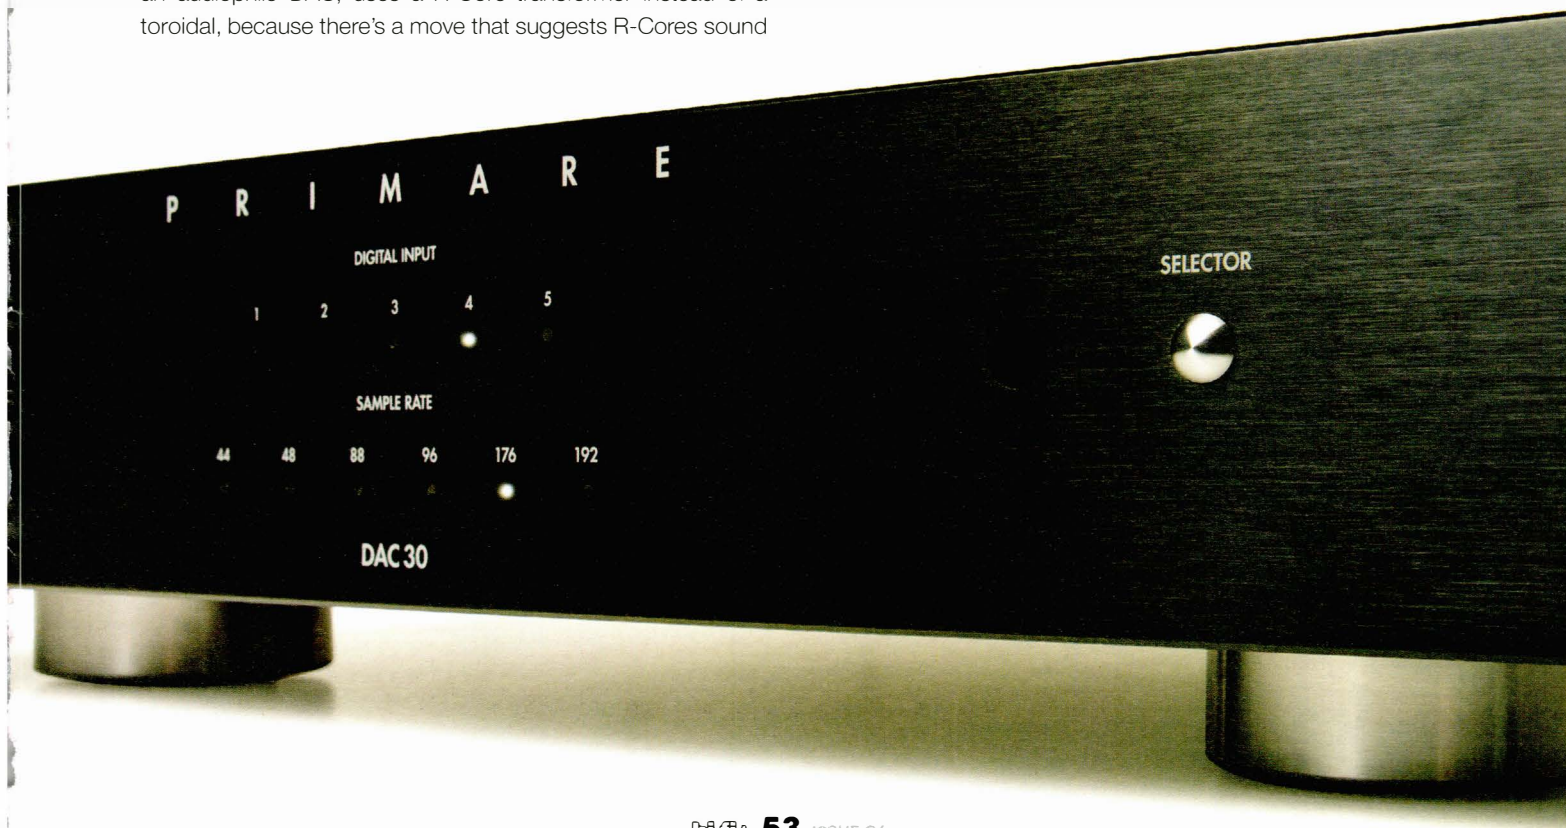 toroidal, because there's a move that suggests R-Cores sound
P R I M A R E
DIGITAL INPUT
1 2 3 4 5
SELECTOR
SAMPLE RATE
44 48 88 96 176 192
DAC 30
53